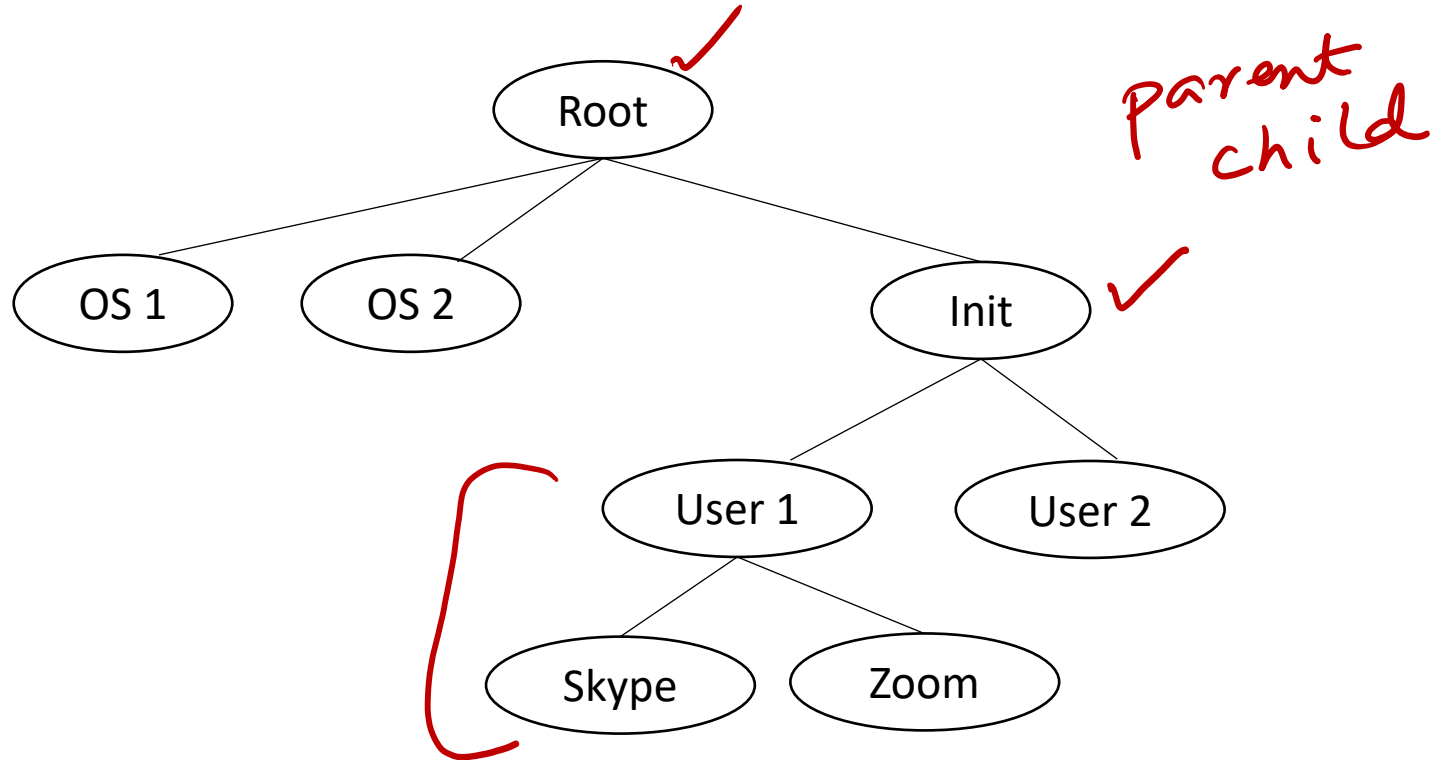 Root
parent
child
OS 1
OS 2
Init
User 1
User 2
Skype
Zoom